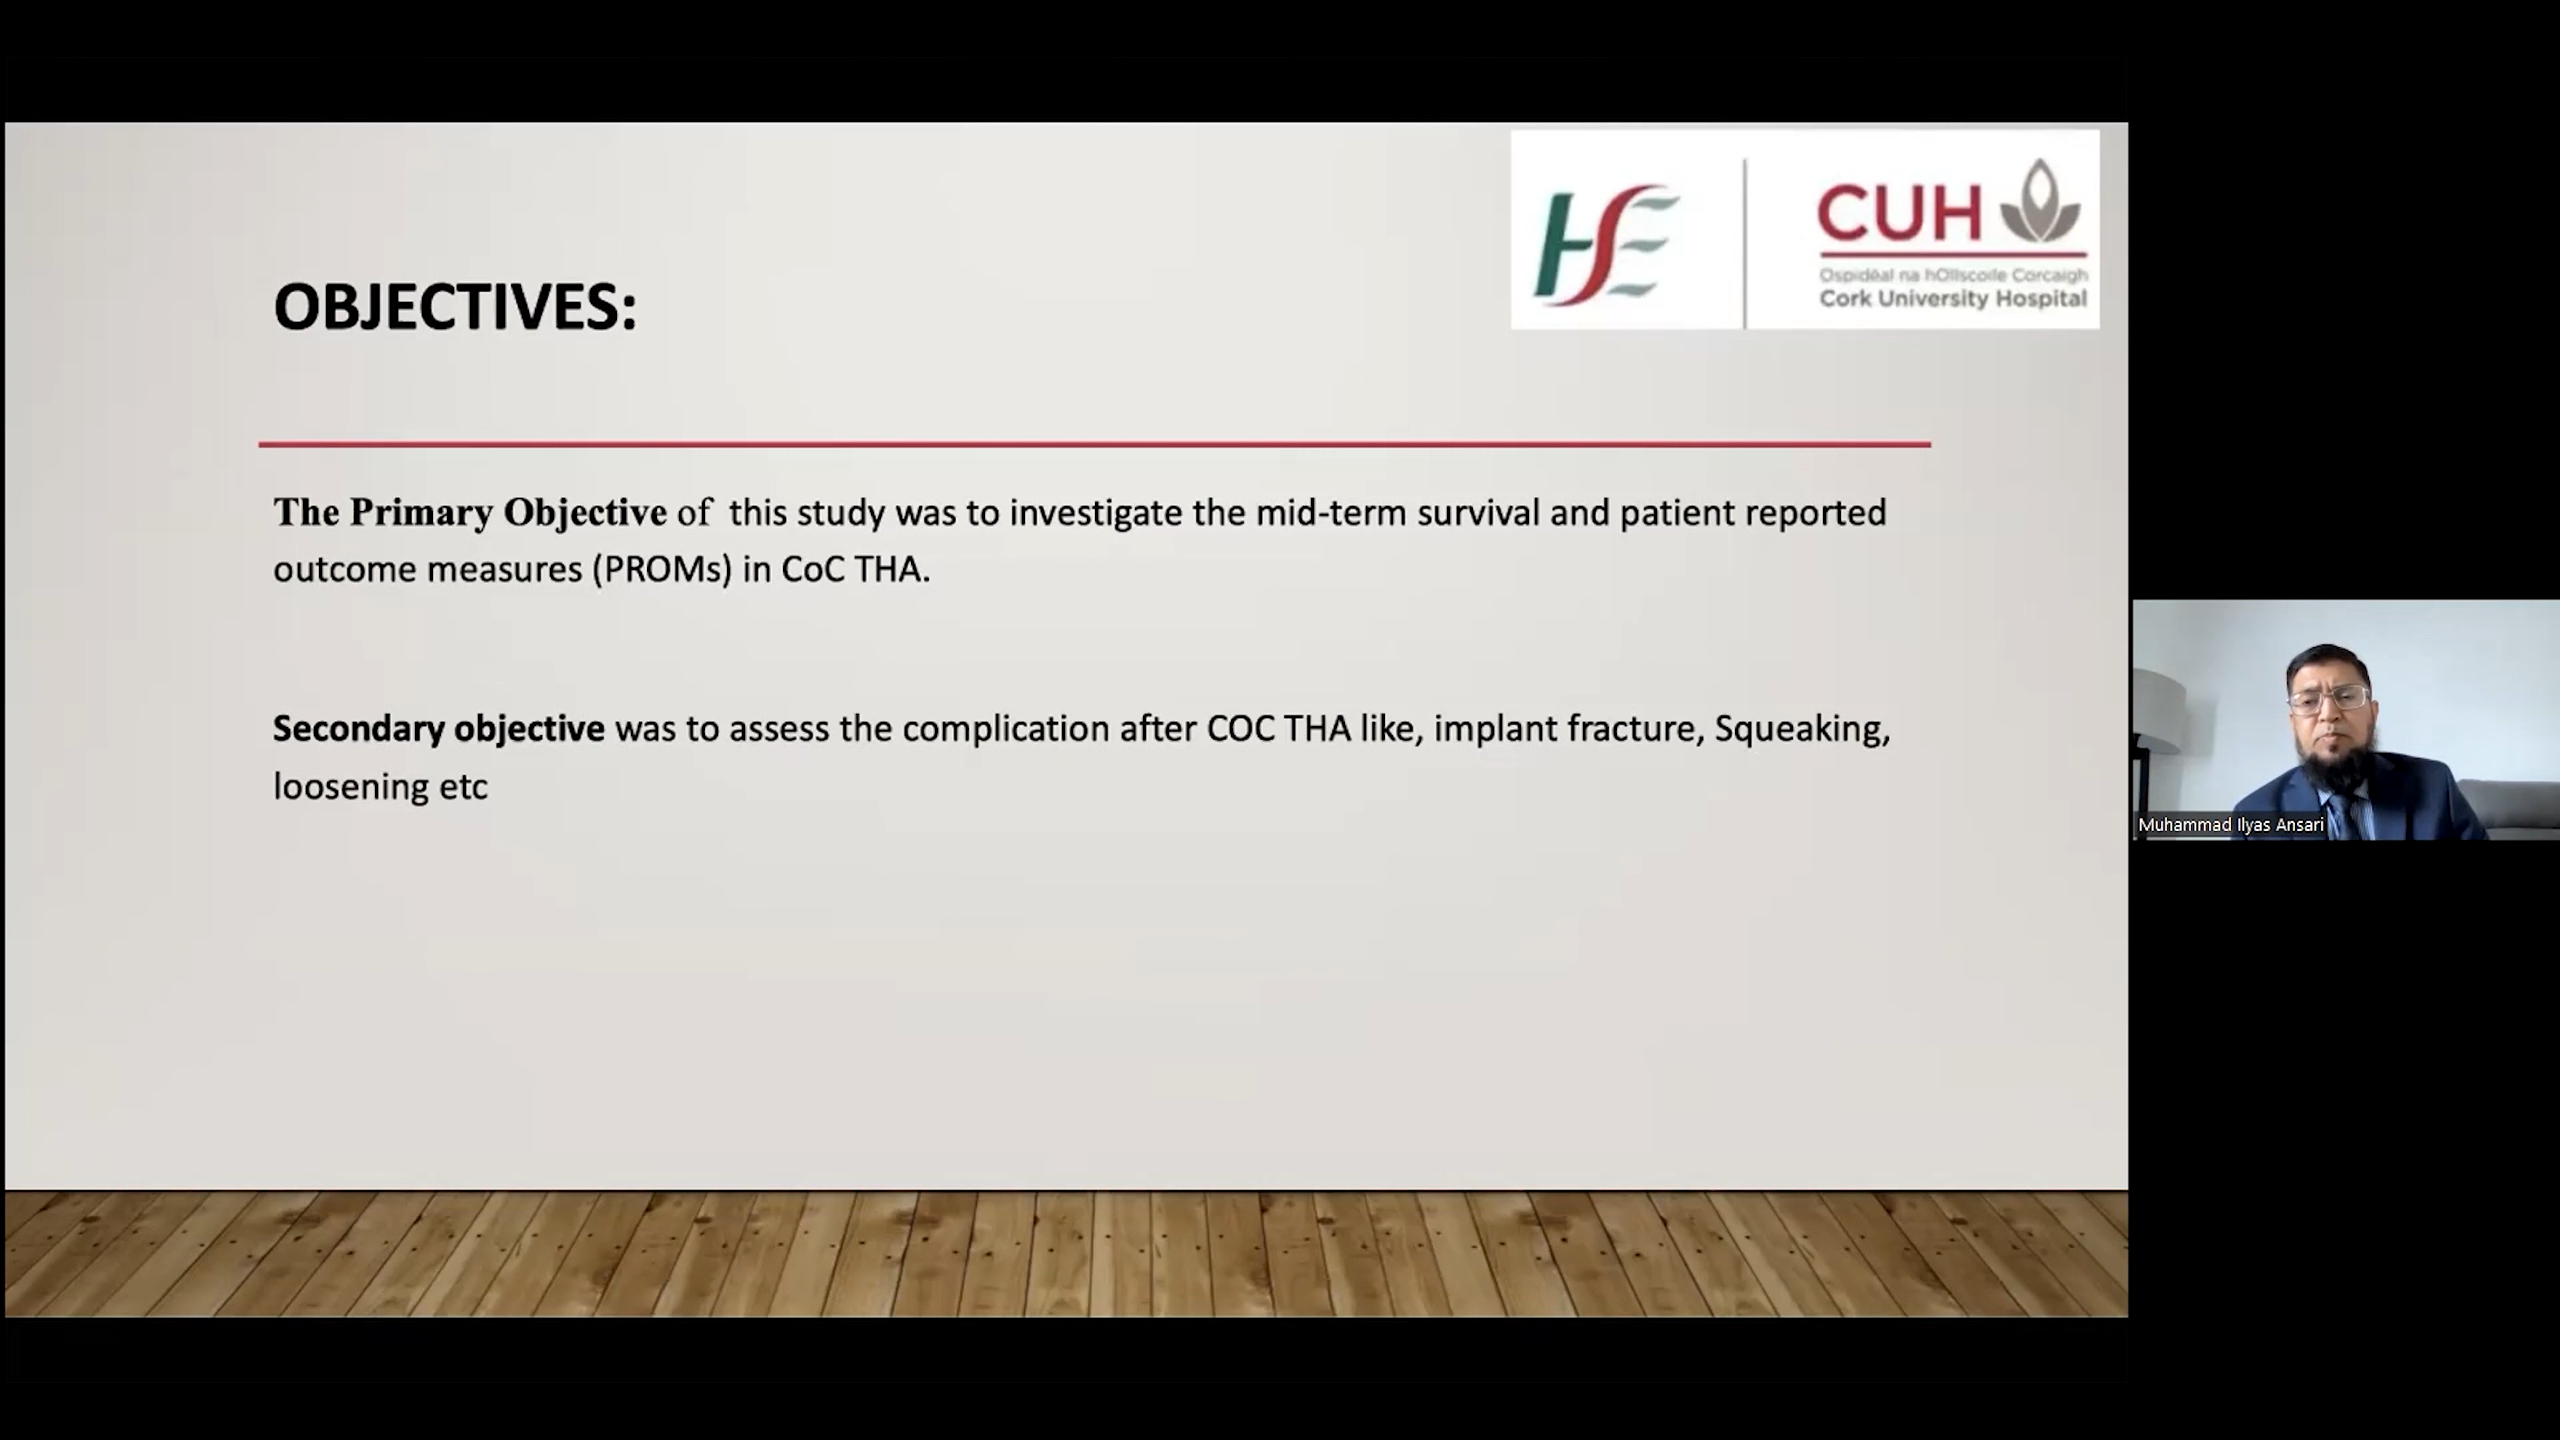 HSE
CUH
Ospidéal na hOllscoile Corcaigh
Cork University Hospital
OBJECTIVES:
The Primary Objective of this study was to investigate the mid-term survival and patient reported
outcome measures (PROMs) in CoC THA.
Secondary objective was to assess the complication after COC THA like, implant fracture, Squeaking,
loosening etc
Muhammad Ilyas Ansari